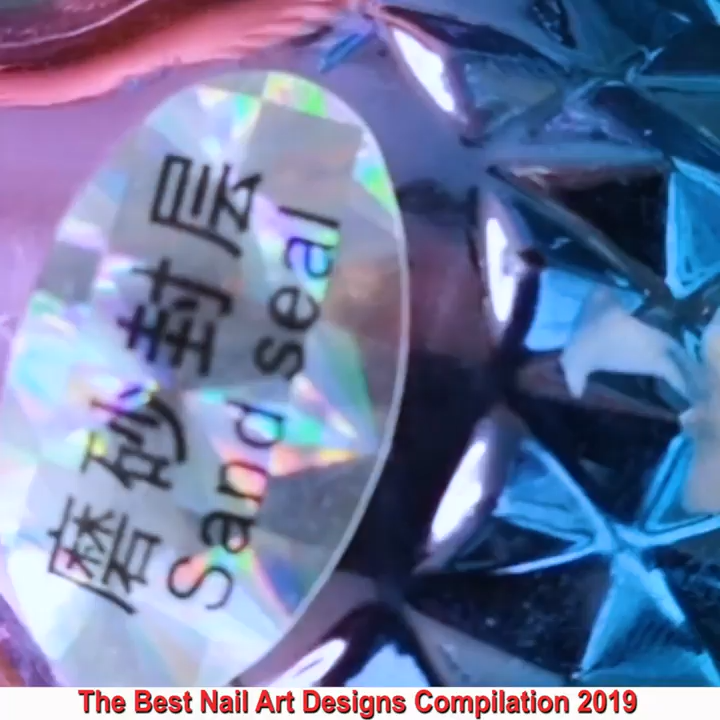 磨砂封层
Sand seal
The Best Nail Art Designs Compilation 2019